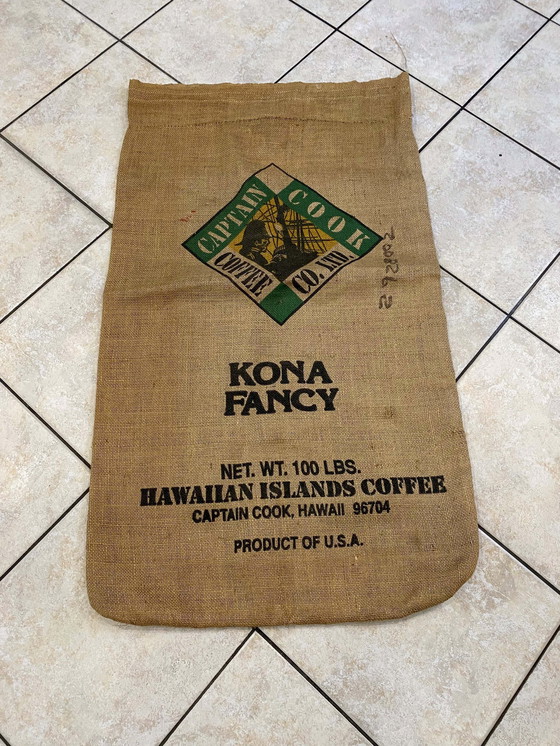 CAPTAIN COOK
COFFEE CO. LTD.
KONA
FANCY
NET. WT. 100 LBS.
HAWAIIAN ISLANDS COFFEE
CAPTAIN COOK, HAWAII 96704
PRODUCT OF U.S.A.